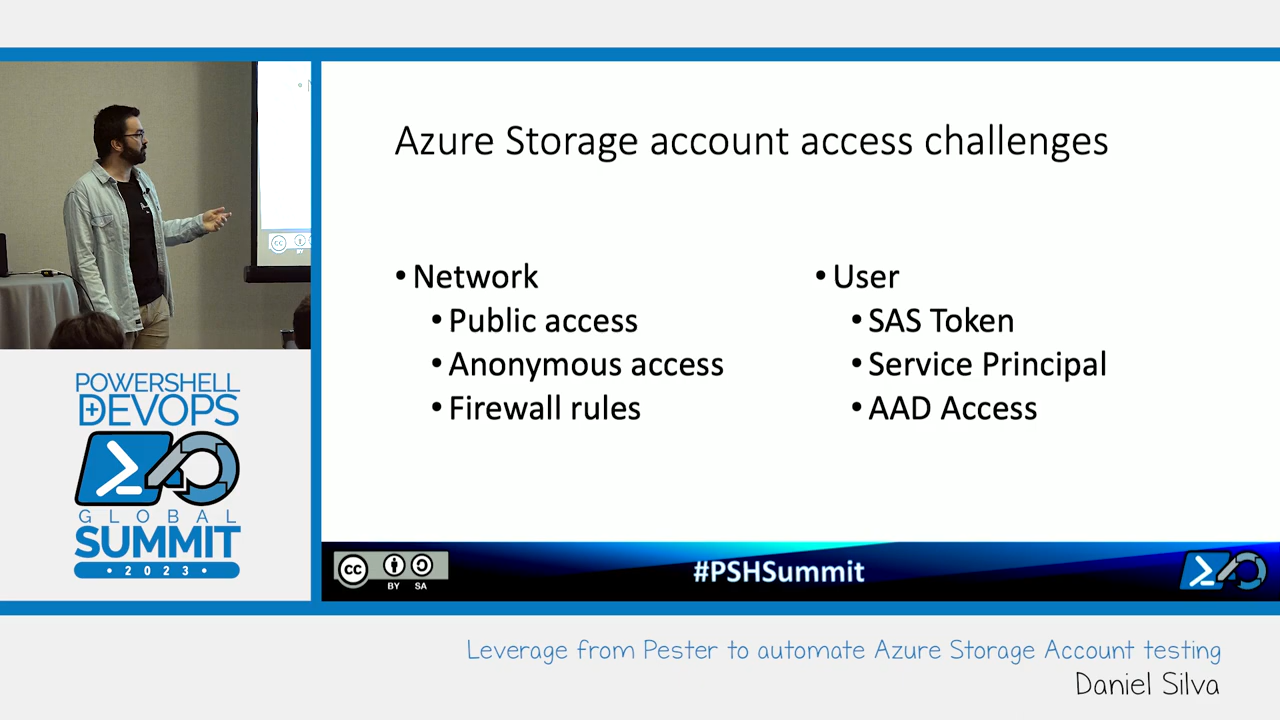 Azure Storage account access challenges
• Network
• Public access
• Anonymous access
• Firewall rules
• User
• SAS Token
• Service Principal
• AAD Access
CC BY SA
#PSHSummit
POWERSHELL
DEVOPS
GLOBAL
SUMMIT
• 2023 •
Leverage from Pester to automate Azure Storage Account testing
Daniel Silva